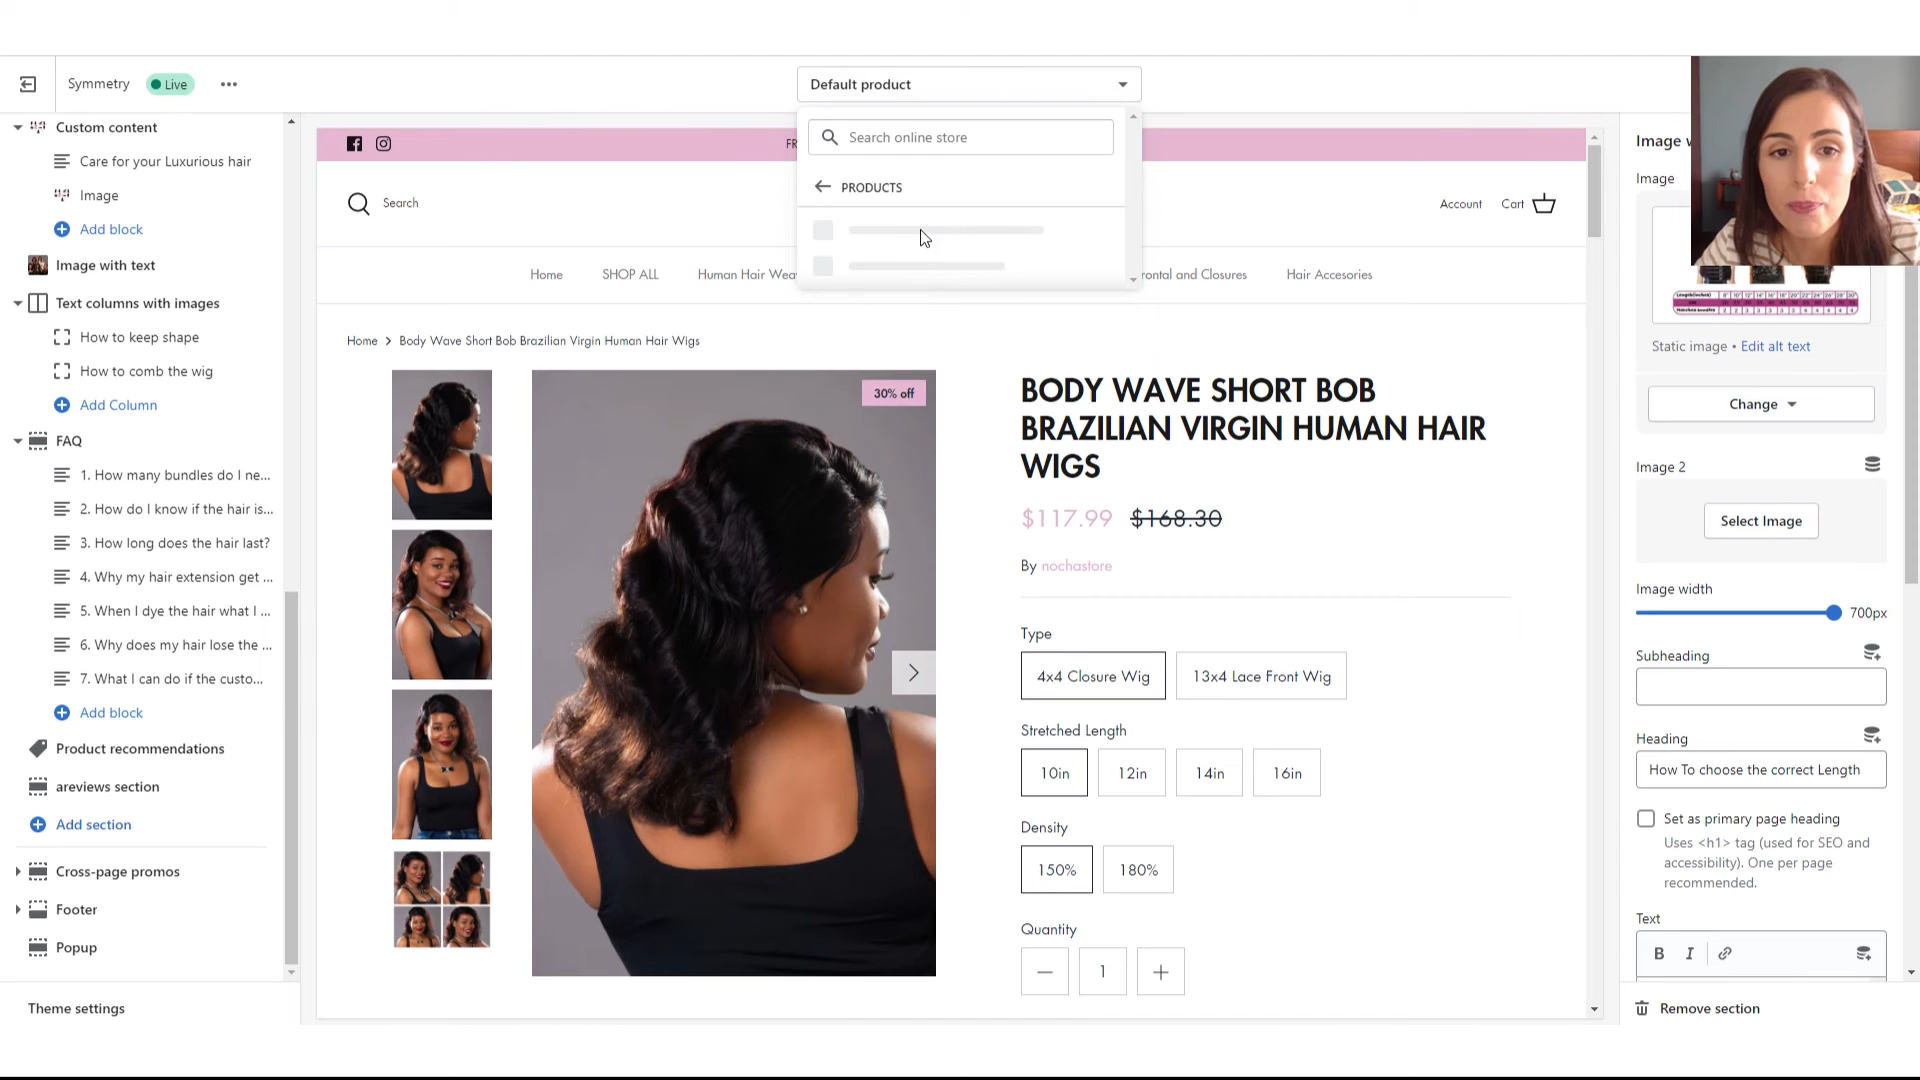 Symmetry
Live
Default product
Custom content
Care for your Luxurious hair
Image
Add block
Image with text
Text columns with images
How to keep shape
How to comb the wig
Add Column
FAQ
1. How many bundles do I ne...
2. How do I know if the hair is...
3. How long does the hair last?
4. Why my hair extension get ...
5. When I dye the hair what I ...
6. Why does my hair lose the ...
7. What I can do if the custo...
Add block
Product recommendations
areviews section
Add section
Cross-page promos
Footer
Popup
Theme settings
Search online store
PRODUCTS
FR
Search
Account
Cart
Home
SHOP ALL
Human Hair Wea
rontal and Closures
Hair Accesories
Home > Body Wave Short Bob Brazilian Virgin Human Hair Wigs
30% off
BODY WAVE SHORT BOB
BRAZILIAN VIRGIN HUMAN HAIR
WIGS
$117.99 $168.30
By nochastore
Type
4x4 Closure Wig
13x4 Lace Front Wig
Stretched Length
10in
12in
14in
16in
Density
150%
180%
Quantity
1
Image w
Image
Static image • Edit alt text
Change
Image 2
Select Image
Image width
700px
Subheading
Heading
How To choose the correct Length
Set as primary page heading
Uses <h1> tag (used for SEO and
accessibility). One per page
recommended.
Text
B I
Remove section